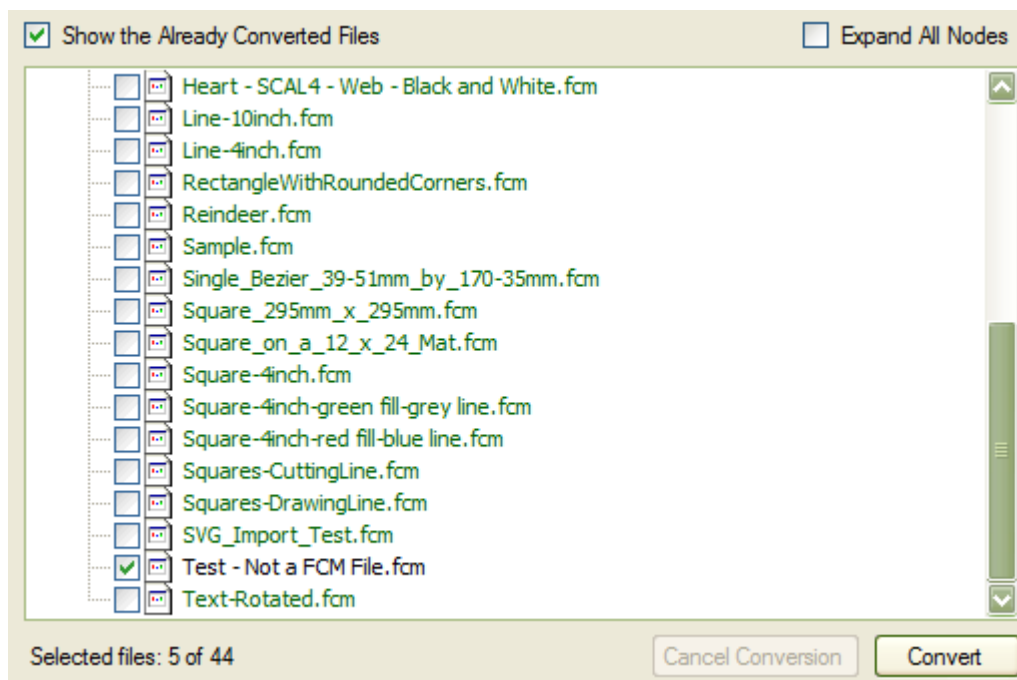 Show the Already Converted Files Expand All Nodes
Heart - SCAL4 - Web - Black and White.fcm
Line-10inch.fcm
Line-4inch.fcm
RectangleWithRoundedCorners.fcm
Reindeer.fcm
Sample.fcm
Single_Bezier_39-51mm_by_170-35mm.fcm
Square_295mm_x_295mm.fcm
Square_on_a_12_x_24_Mat.fcm
Square-4inch.fcm
Square-4inch-green fill-grey line.fcm
Square-4inch-red fill-blue line.fcm
Squares-CuttingLine.fcm
Squares-DrawingLine.fcm
SVG_Import_Test.fcm
Test - Not a FCM File.fcm
Text-Rotated.fcm
Selected files: 5 of 44 Cancel Conversion Convert